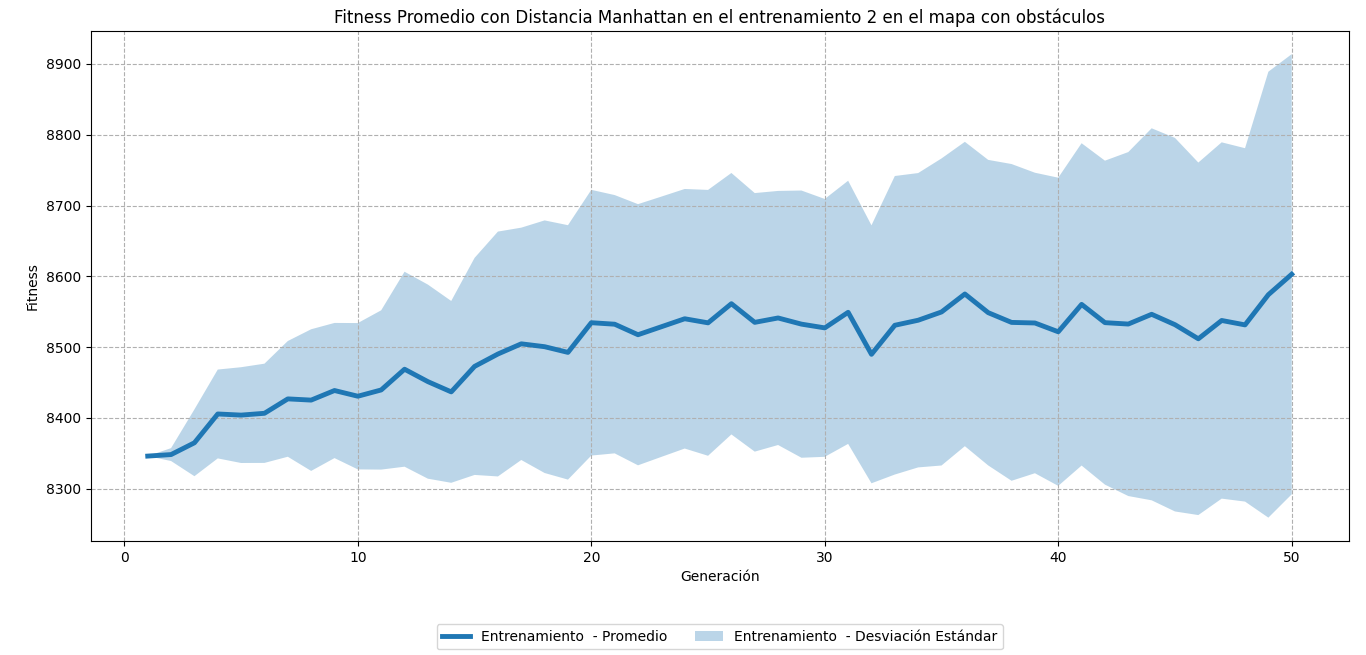 Fitness Promedio con Distancia Manhattan en el entrenamiento 2 en el mapa con obstáculos
8900
8800
8700
8600
8500
8400
8300
Fitness
0 10 20 30 40 50
Generación
Entrenamiento - Promedio Entrenamiento - Desviación Estándar